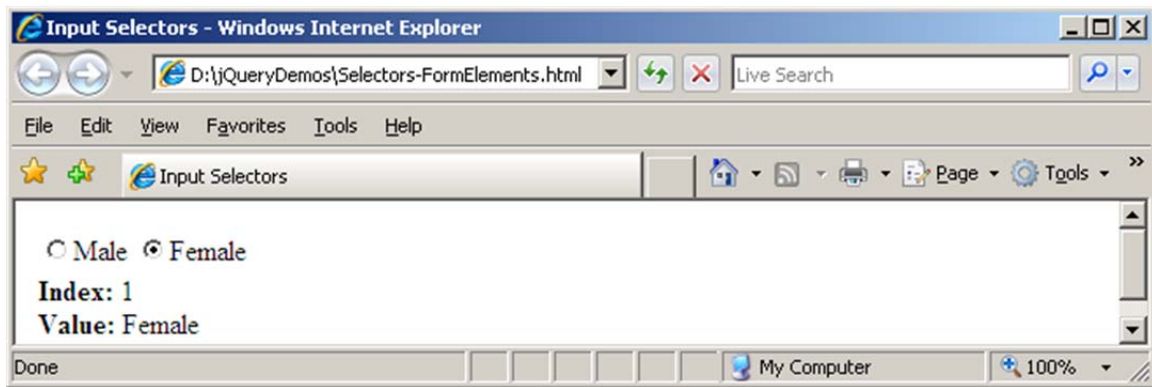 Input Selectors - Windows Internet Explorer
D:\jQueryDemos\Selectors-FormElements.html Live Search
File Edit View Favorites Tools Help
Input Selectors Page Tools »
Male Female
Index: 1
Value: Female
Done My Computer 100%